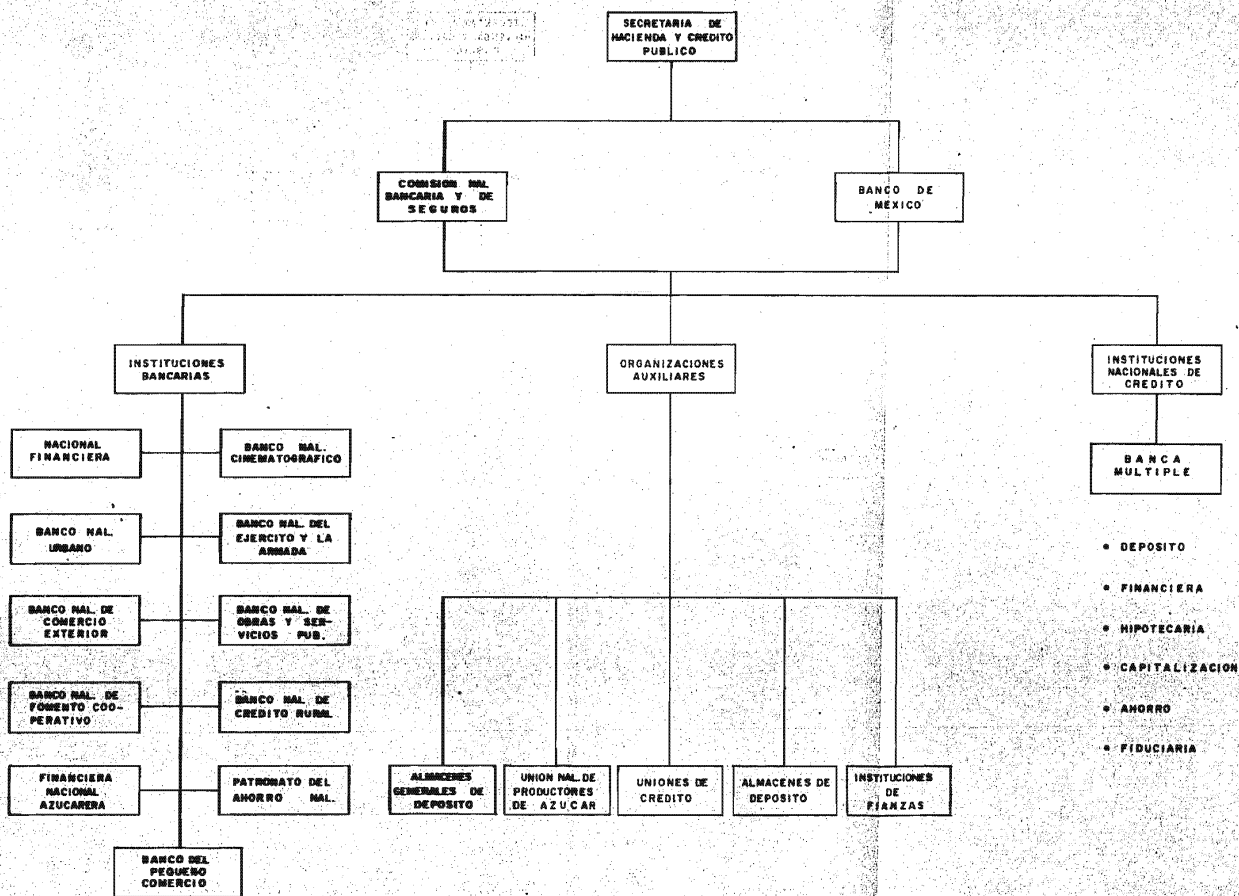 SECRETARIA DE
HACIENDA Y CREDITO
PUBLICO
COMISION NAL
BANCARIA Y DE
SEGUROS
BANCO DE
MEXICO
INSTITUCIONES
BANCARIAS
ORGANIZACIONES
AUXILIARES
INSTITUCIONES
NACIONALES DE
CREDITO
NACIONAL
FINANCIERA
BANCO NAL.
CINEMATOGRAFICO
BANCA
MULTIPLE
BANCO NAL.
URBANO
BANCO NAL. DEL
EJERCITO Y LA
ARMADA
BANCO NAL. DE
COMERCIO
EXTERIOR
BANCO NAL. DE
OBRAS Y SER-
VICIOS PUB.
BANCO NAL. DE
FOMENTO COO-
PERATIVO
BANCO NAL. DE
CREDITO RURAL
FINANCIERA
NACIONAL
AZUCARERA
PATRONATO DEL
AHORRO NAL.
BANCO DEL
PEQUEÑO
COMERCIO
ALMACENES
GENERALES DE
DEPOSITO
UNION NAL. DE
PRODUCTORES
DE AZUCAR
UNIONES DE
CREDITO
ALMACENES DE
DEPOSITO
INSTITUCIONES
DE
FIANZAS
• DEPOSITO
• FINANCIERA
• HIPOTECARIA
• CAPITALIZACION
• AHORRO
• FIDUCIARIA